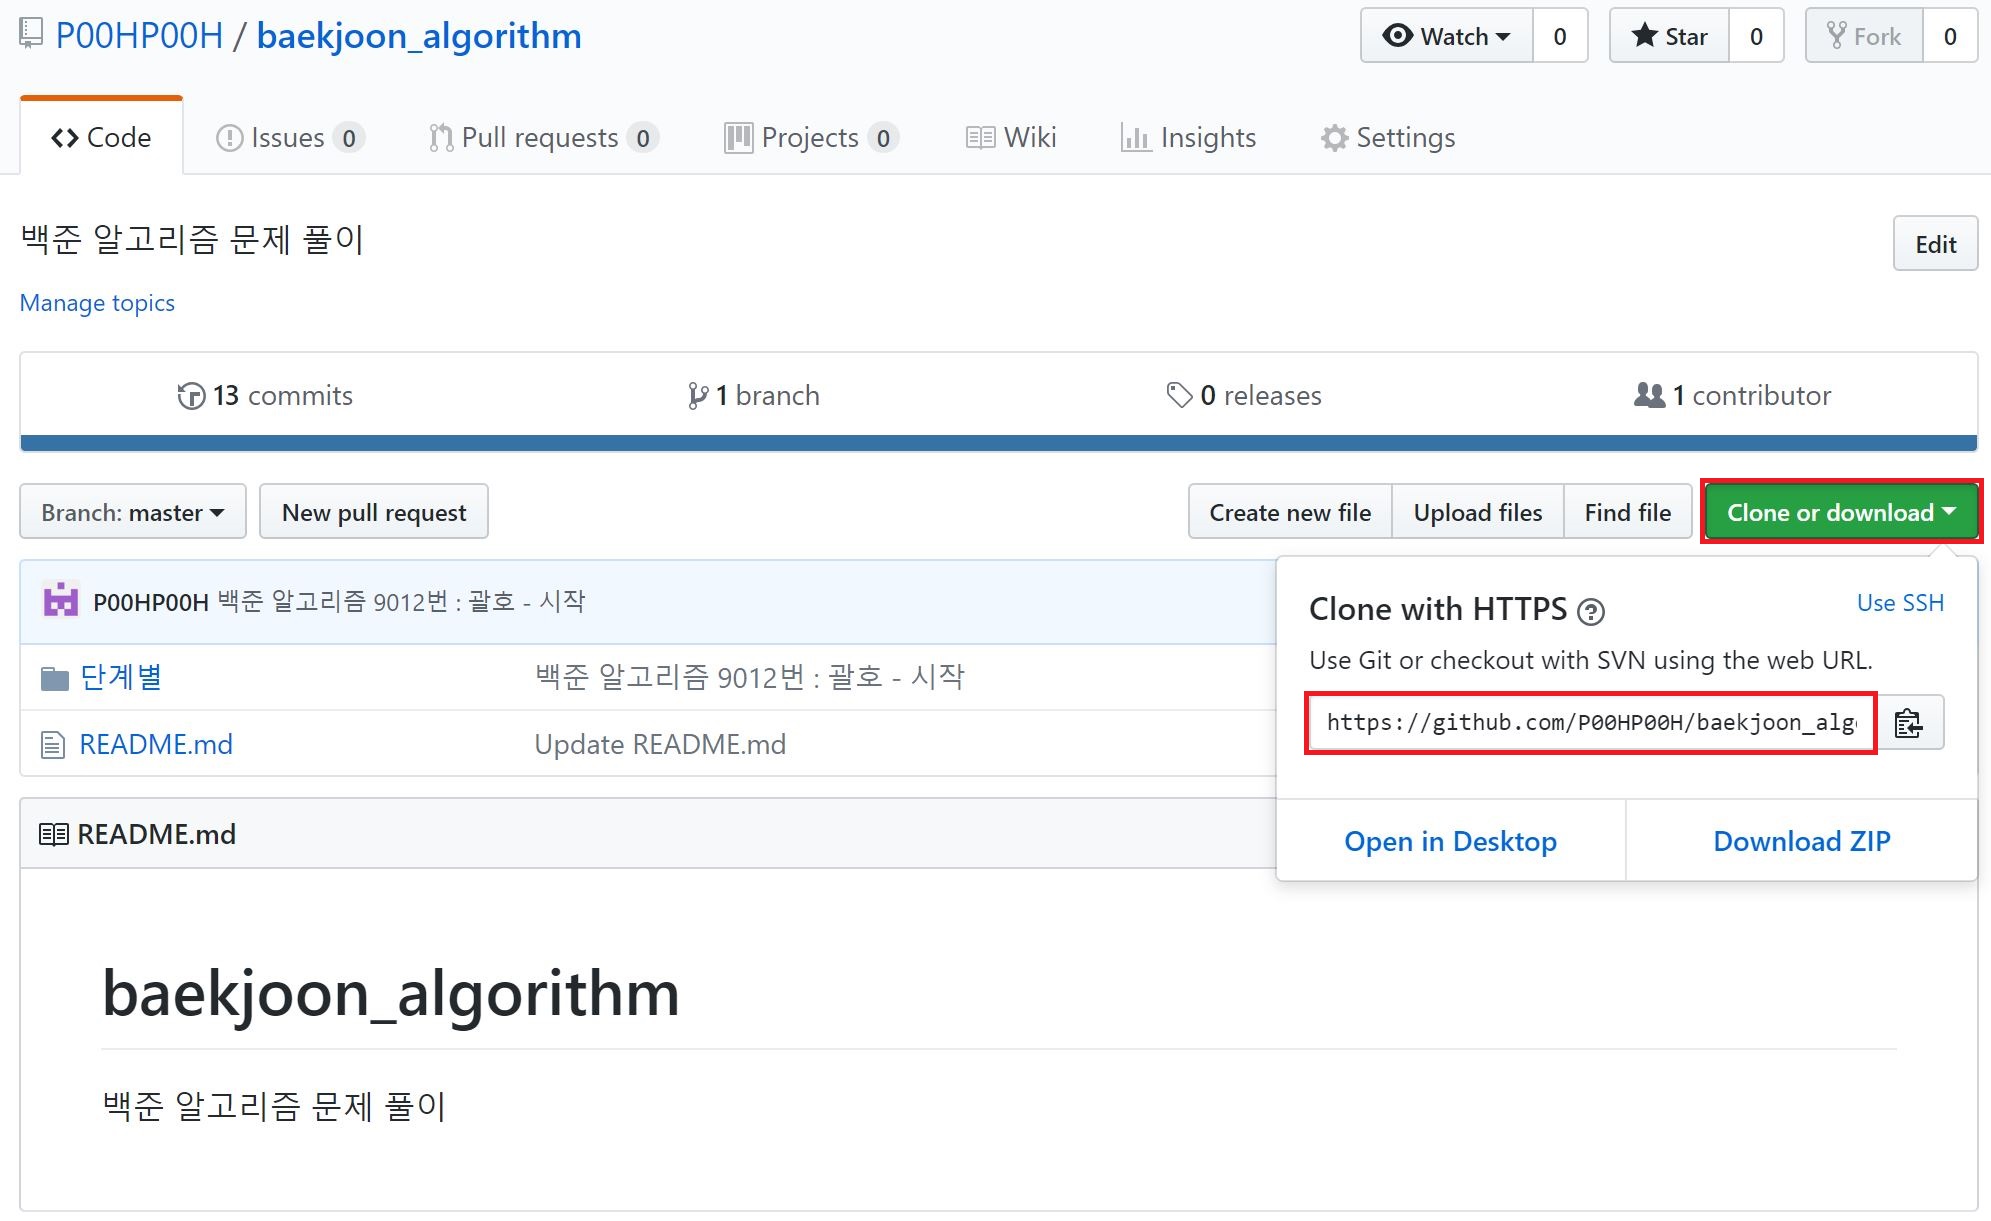 P00HP00H / baekjoon_algorithm
Watch 0 Star 0 Fork 0
Code Issues 0 Pull requests 0 Projects 0 Wiki Insights Settings
백준 알고리즘 문제 풀이
Edit
Manage topics
13 commits 1 branch 0 releases 1 contributor
Branch: master New pull request Create new file Upload files Find file Clone or download
P00HP00H 백준 알고리즘 9012번 : 괄호 - 시작
단계별 백준 알고리즘 9012번 : 괄호 - 시작
README.md Update README.md
Clone with HTTPS Use SSH
Use Git or checkout with SVN using the web URL.
https://github.com/P00HP00H/baekjoon_alg
Open in Desktop Download ZIP
README.md
baekjoon_algorithm
백준 알고리즘 문제 풀이